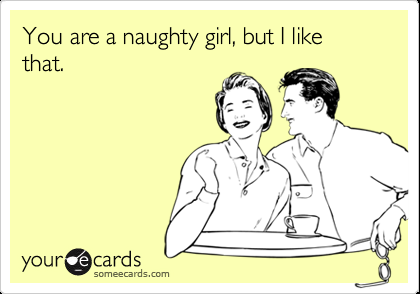 You are a naughty girl, but I like
that.
your e cards
someecards.com